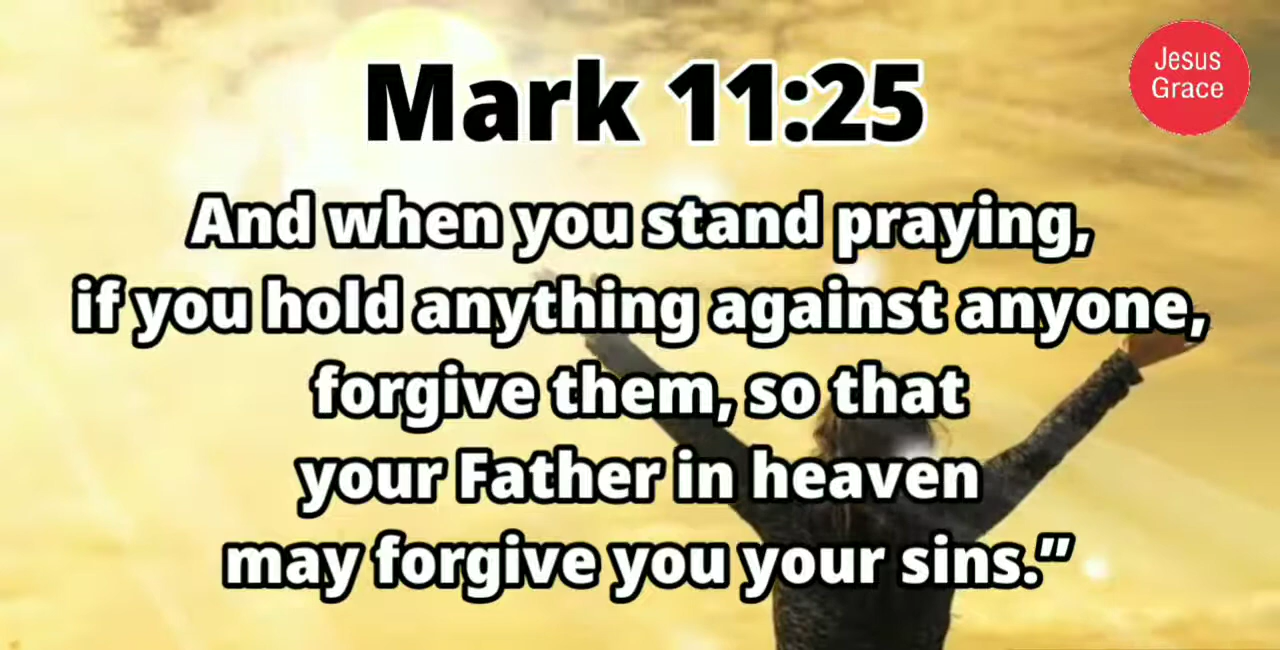 Mark 11:25
Jesus
Grace
And when you stand praying,
if you hold anything against anyone,
forgive them, so that
your Father in heaven
may forgive you your sins.”